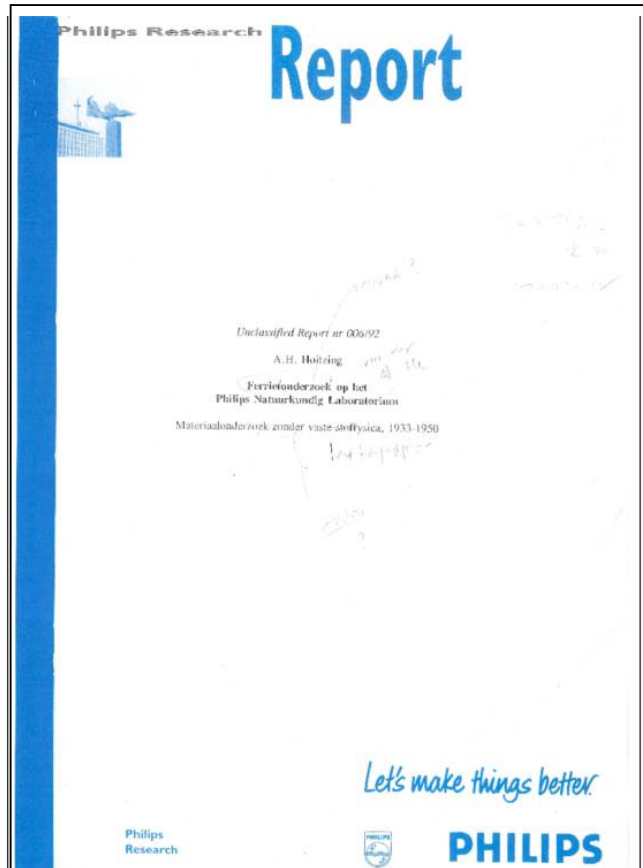 Philips Research
Report
Unclassified Report nr 006/92
A.H. Hoitzing
Ferrietonderzoek op het
Philips Natuurkundig Laboratorium
Materiaalonderzoek zonder vaste-stoffysica, 1933-1950
Let's make things better.
Philips
Research
PHILIPS
PHILIPS